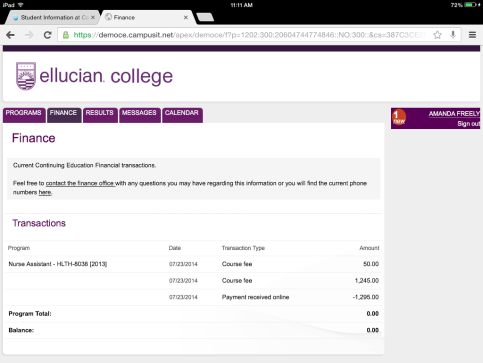 iPad 11:11 AM 72%
Student Information at Ca × Finance ×
https://democe.campusit.net/apex/democe/f?p=1202:300:20604744774846::NO:300::&cs=387C3CE
ellucian. college
PROGRAMS FINANCE RESULTS MESSAGES CALENDAR
1 new AMANDA FREELY
Sign out
Finance
Current Continuing Education Financial transactions.
Feel free to contact the finance office with any questions you may have regarding this information or you will find the current phone
numbers here.
Transactions
Program Date Transaction Type Amount
Nurse Assistant - HLTH-8038 [2013] 07/23/2014 Course fee 50.00
07/23/2014 Course fee 1,245.00
07/23/2014 Payment received online -1,295.00
Program Total: 0.00
Balance: 0.00